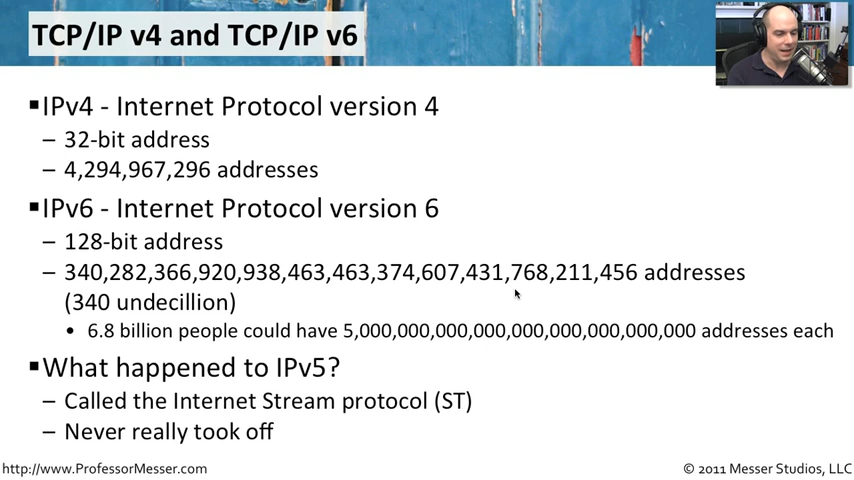 TCP/IP v4 and TCP/IP v6
▪IPv4 - Internet Protocol version 4
– 32-bit address
– 4,294,967,296 addresses
▪IPv6 - Internet Protocol version 6
– 128-bit address
– 340,282,366,920,938,463,463,374,607,431,768,211,456 addresses
(340 undecillion)
• 6.8 billion people could have 5,000,000,000,000,000,000,000,000,000 addresses each
▪What happened to IPv5?
– Called the Internet Stream protocol (ST)
– Never really took off
http://www.ProfessorMesser.com
© 2011 Messer Studios, LLC